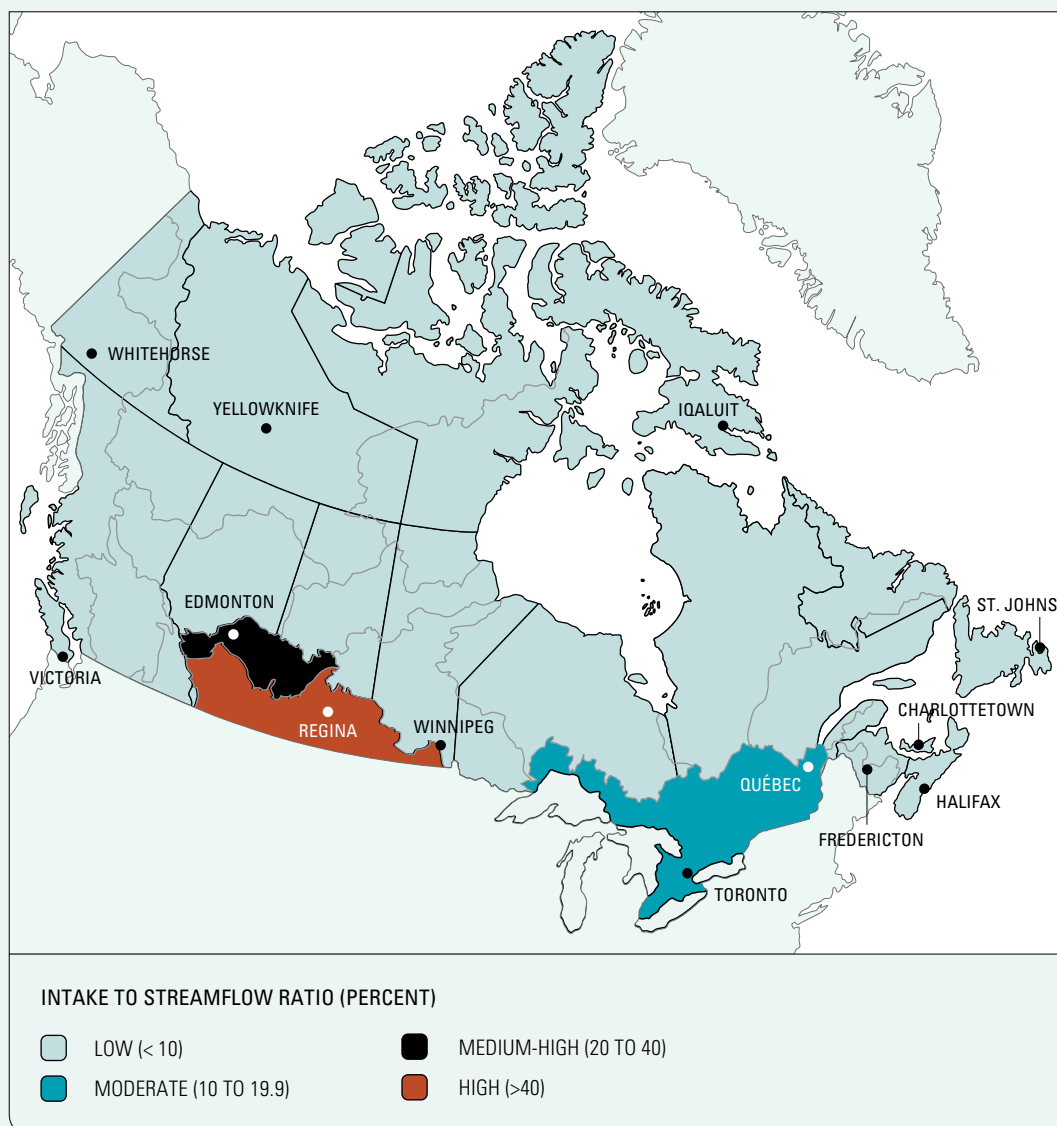 WHITEHORSE
YELLOWKNIFE
IQALUIT
EDMONTON
ST. JOHNS
VICTORIA
CHARLOTTETOWN
REGINA
WINNIPEG
QUÉBEC
HALIFAX
FREDERICTON
TORONTO
INTAKE TO STREAMFLOW RATIO (PERCENT)
LOW (< 10)
MEDIUM-HIGH (20 TO 40)
MODERATE (10 TO 19.9)
HIGH (>40)